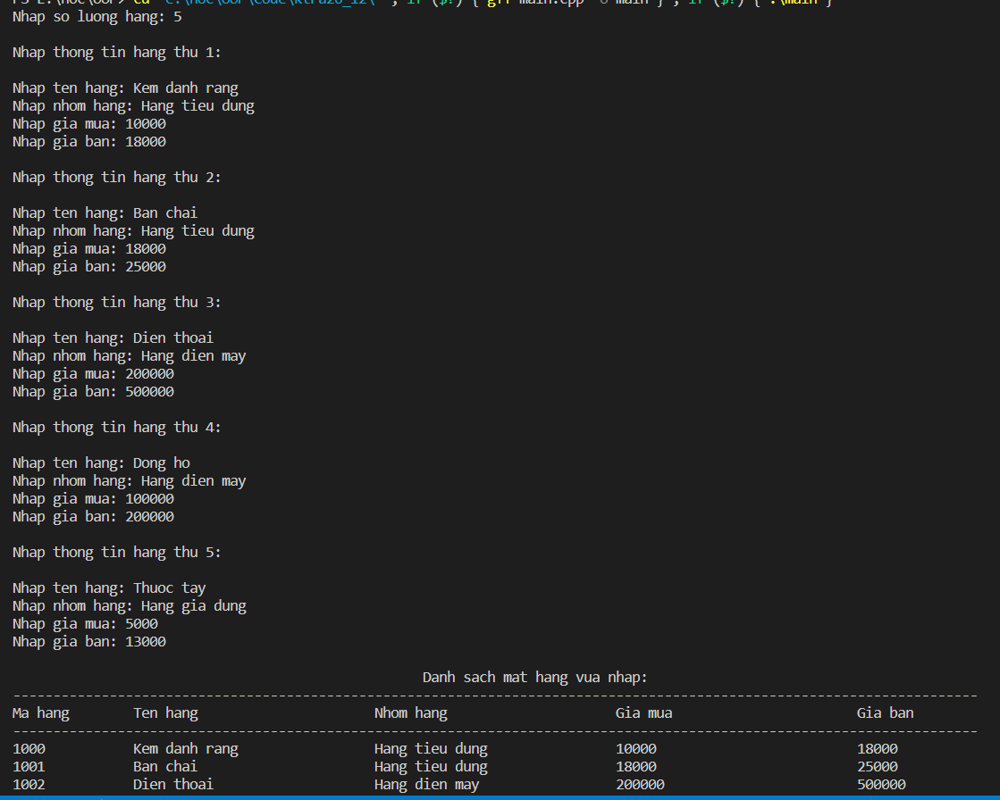 Nhap so luong hang: 5
Nhap thong tin hang thu 1:
Nhap ten hang: Kem danh rang
Nhap nhom hang: Hang tieu dung
Nhap gia mua: 10000
Nhap gia ban: 18000
Nhap thong tin hang thu 2:
Nhap ten hang: Ban chai
Nhap nhom hang: Hang tieu dung
Nhap gia mua: 18000
Nhap gia ban: 25000
Nhap thong tin hang thu 3:
Nhap ten hang: Dien thoai
Nhap nhom hang: Hang dien may
Nhap gia mua: 200000
Nhap gia ban: 500000
Nhap thong tin hang thu 4:
Nhap ten hang: Dong ho
Nhap nhom hang: Hang dien may
Nhap gia mua: 100000
Nhap gia ban: 200000
Nhap thong tin hang thu 5:
Nhap ten hang: Thuoc tay
Nhap nhom hang: Hang gia dung
Nhap gia mua: 5000
Nhap gia ban: 13000
Danh sach mat hang vua nhap:
Ma hang Ten hang Nhom hang Gia mua Gia ban
1000 Kem danh rang Hang tieu dung 10000 18000
1001 Ban chai Hang tieu dung 18000 25000
1002 Dien thoai Hang dien may 200000 500000